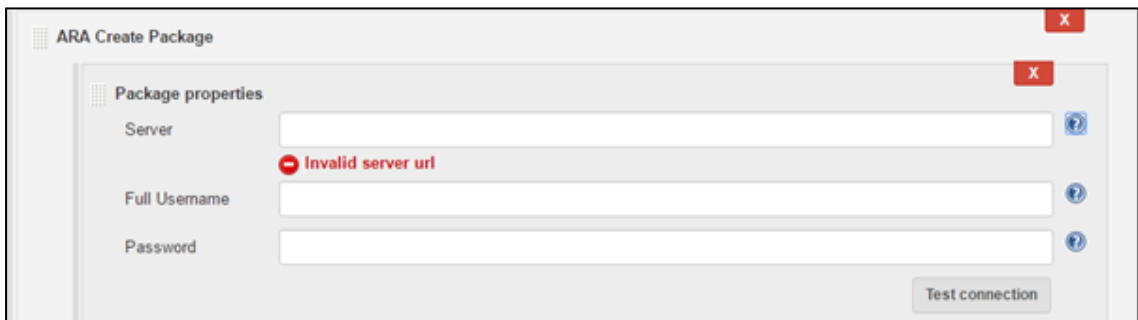 X
ARA Create Package
X
Package properties
Server
?
Invalid server url
Full Username
?
Password
?
Test connection